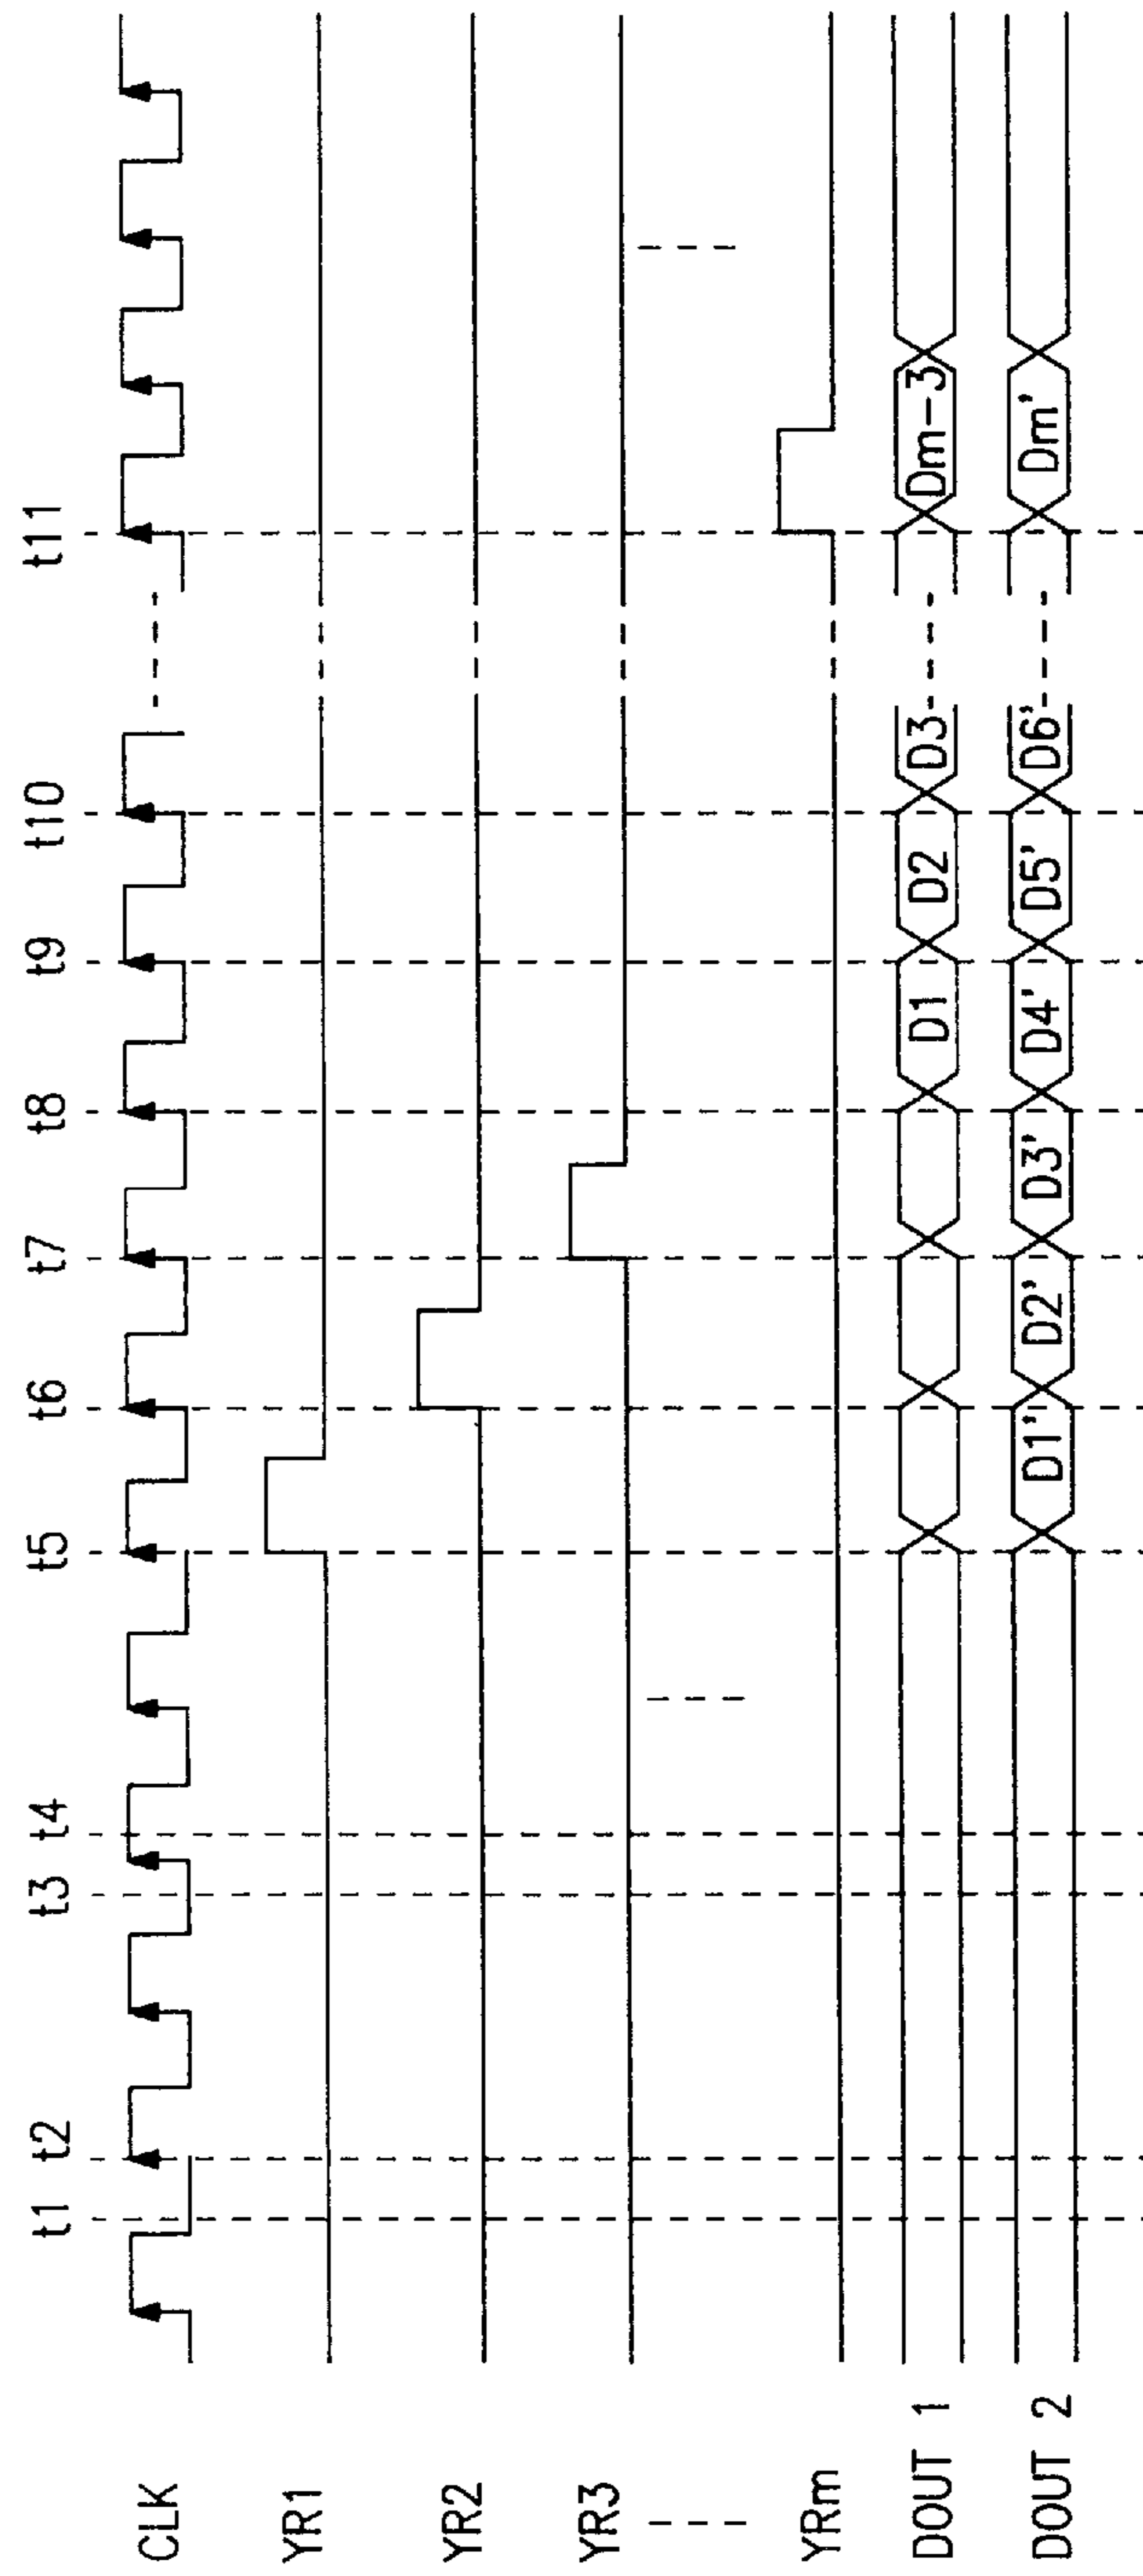 t1 t2 t3 t4 t5 t6 t7 t8 t9 t10 t11
CLK
YR1
YR2
YR3
YRm
DOUT 1 D1 D2 D3 Dm-3
DOUT 2 D1' D2' D3' D4' D5' D6' Dm'